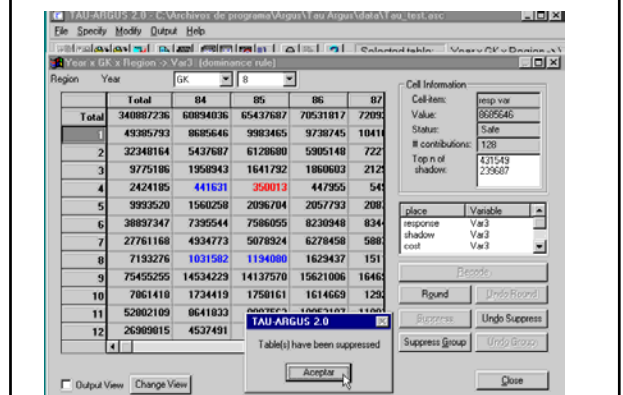 TAU-ARGUS 2.0 - C:\Archivos de programa\Argus\Tau Argus\data\Tau_test.asc
File Specify Modify Output Help
Year x GK x Region -> Var3: (dominance rule)
Region Year GK 8
Total 84 85 86 87
Total 340887236 60894036 65437687 70531817
1 49385793 8685646 9983465 9738745
2 32348164 5437687 6128680 5905148
3 9775186 1958943 1641792 1860603
4 2424185 441631 350013 447955
5 9993520 1560258 2096704 2057793
6 38897347 7395544 7586055 8230948
7 27761168 4934773 5078924 6278458
8 7193276 1031582 1194080 1629437
9 75455255 14534229 14137570 15621006
10 7861418 1734419 1758161 1614669
11 52802109 8641833
12 26989815 4537491
Output View Change View
Cell Information
Cell-item: resp var
Value: 8685646
Status: Safe
# contributions: 128
Top n of shadow: 431549
239687
place Variable
response Var3
shadow Var3
cost Var3
Recode
Round Undo Round
Suppress Undo Suppress
Suppress Group Undo Group
Close
TAU-ARGUS 2.0
Table(s) have been suppressed
Aceptar